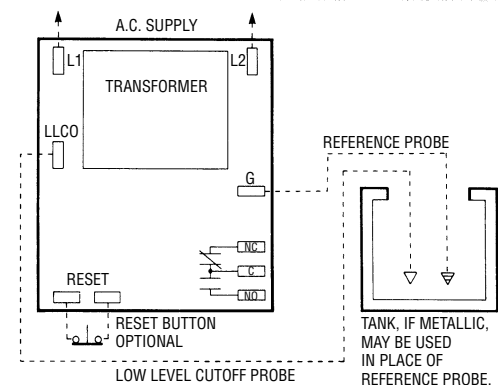 A.C. SUPPLY
L1
L2
TRANSFORMER
LLCO
REFERENCE PROBE
G
NC
C
NO
RESET
RESET BUTTON
OPTIONAL
LOW LEVEL CUTOFF PROBE
TANK, IF METALLIC,
MAY BE USED
IN PLACE OF
REFERENCE PROBE.